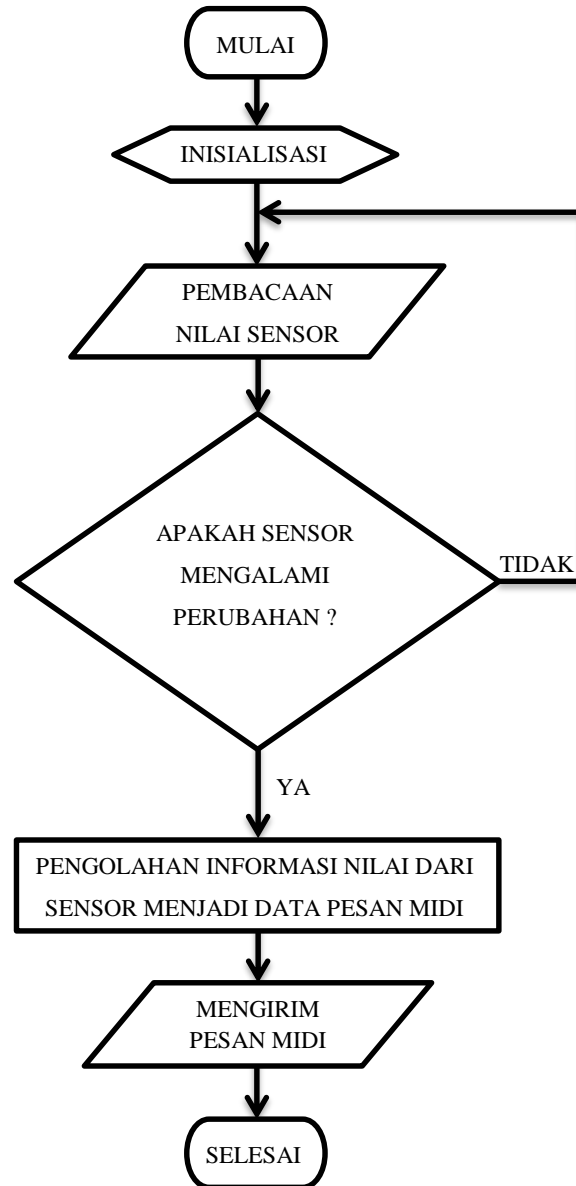 MULAI
INISIALISASI
PEMBACAAN
NILAI SENSOR
APAKAH SENSOR
MENGALAMI
PERUBAHAN ?
TIDAK
YA
PENGOLAHAN INFORMASI NILAI DARI
SENSOR MENJADI DATA PESAN MIDI
MENGIRIM
PESAN MIDI
SELESAI